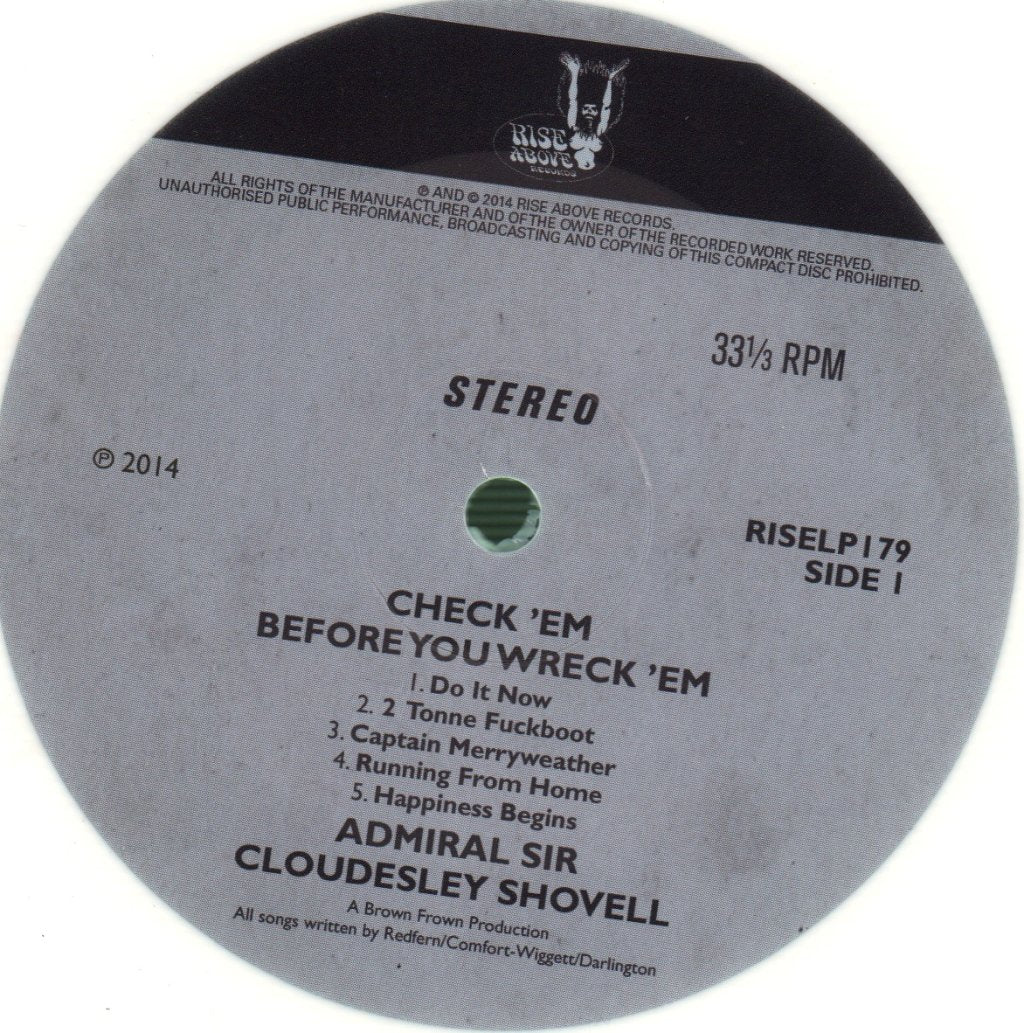 RISE
ABOVE
RECORDS
℗ AND © 2014 RISE ABOVE RECORDS.
ALL RIGHTS OF THE MANUFACTURER AND OF THE OWNER OF THE RECORDED WORK RESERVED.
UNAUTHORISED PUBLIC PERFORMANCE, BROADCASTING AND COPYING OF THIS COMPACT DISC PROHIBITED.
33⅓ RPM
STEREO
℗ 2014
RISELP179
SIDE 1
CHECK ’EM
BEFORE YOU WRECK ’EM
1. Do It Now
2. 2 Tonne Fuckboot
3. Captain Merryweather
4. Running From Home
5. Happiness Begins
ADMIRAL SIR
CLOUDESLEY SHOVELL
A Brown Frown Production
All songs written by Redfern/Comfort-Wiggett/Darlington